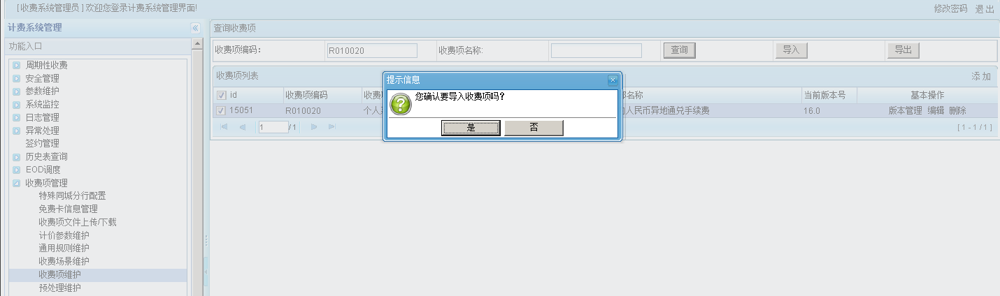 [ 收费系统管理员 ] 欢迎您登录计费系统管理界面!
修改密码 退 出
计费系统管理
功能入口
周期性收费
安全管理
参数维护
系统监控
日志管理
异常处理
签约管理
历史表查询
EOD调度
收费项管理
特殊同城分行配置
免费卡信息管理
收费项文件上传/下载
计价参数维护
通用规则维护
收费场景维护
收费项维护
预处理维护
查询收费项
收费项编码: R010020 收费项名称: 查询 导入 导出
收费项列表 添 加
id 收费项编码 收费 名称 当前版本号 基本操作
15051 R010020 个人 人民币异地通兑手续费 16.0 版本管理 编辑 删除
1 / 1 [ 1 - 1 / 1 ]
提示信息
您确认要导入收费项吗?
是 否